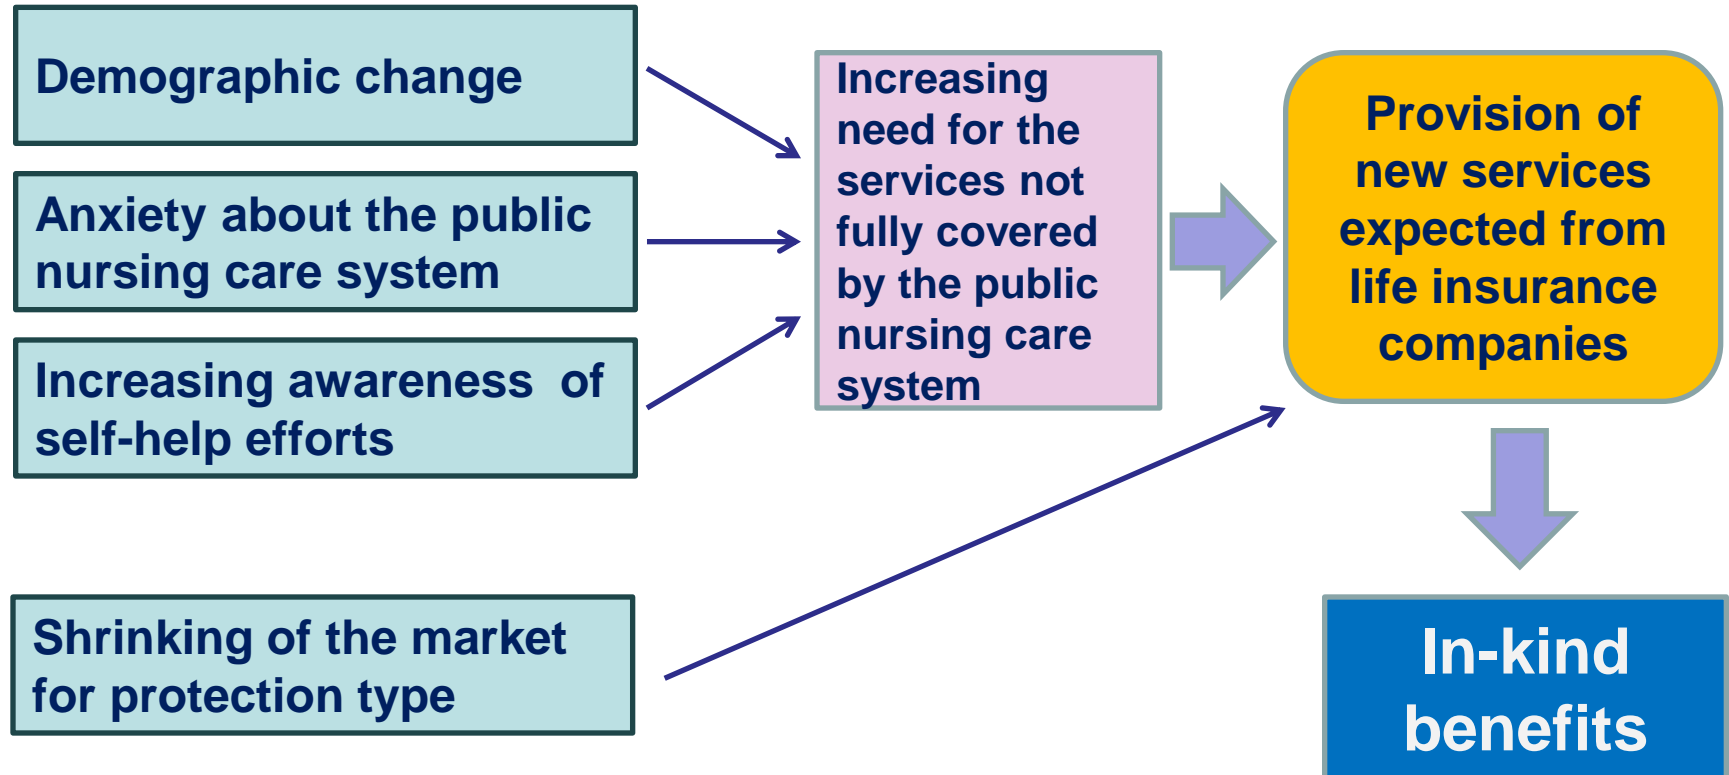 Demographic change
Anxiety about the public
nursing care system
Increasing awareness of
self-help efforts
Shrinking of the market
for protection type
Increasing
need for the
services not
fully covered
by the public
nursing care
system
Provision of
new services
expected from
life insurance
companies
In-kind
benefits